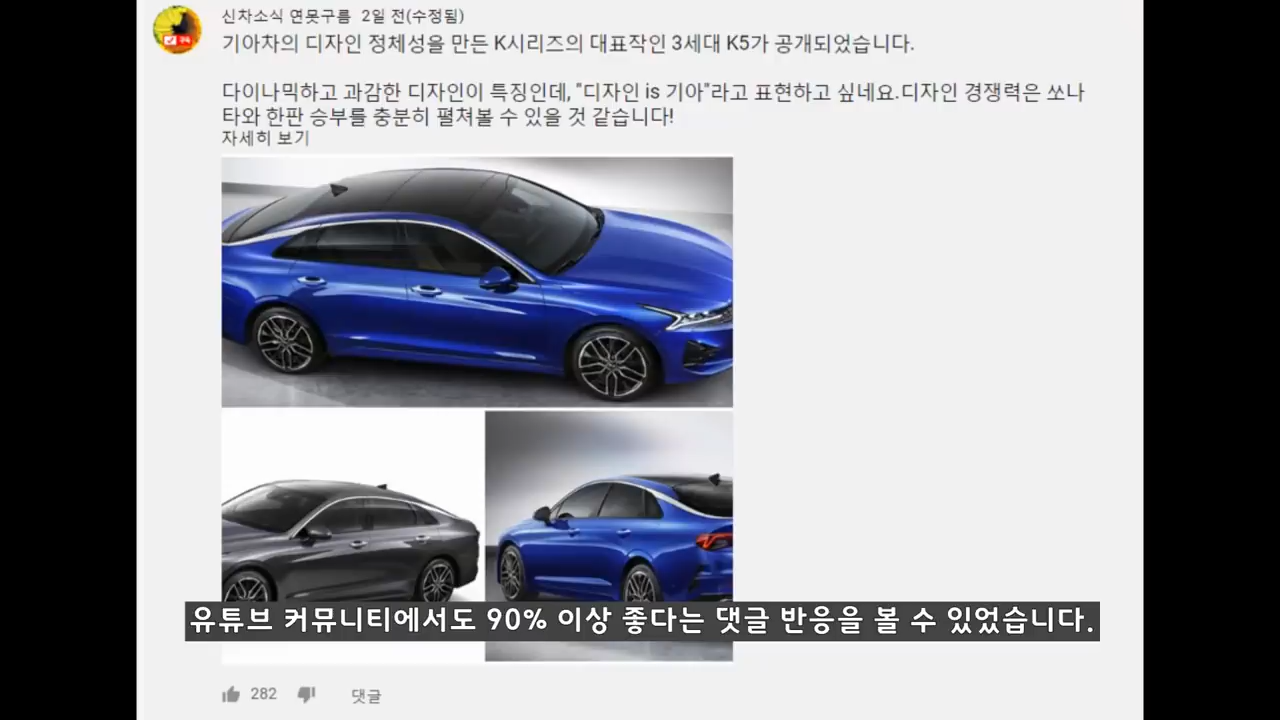 신차소식 연못구름 2일 전(수정됨)
기아차의 디자인 정체성을 만든 K시리즈의 대표작인 3세대 K5가 공개되었습니다.
다이나믹하고 과감한 디자인이 특징인데, "디자인 is 기아"라고 표현하고 싶네요.디자인 경쟁력은 쏘나
타와 한판 승부를 충분히 펼쳐볼 수 있을 것 같습니다!
자세히 보기
유튜브 커뮤니티에서도 90% 이상 좋다는 댓글 반응을 볼 수 있었습니다.
282 댓글